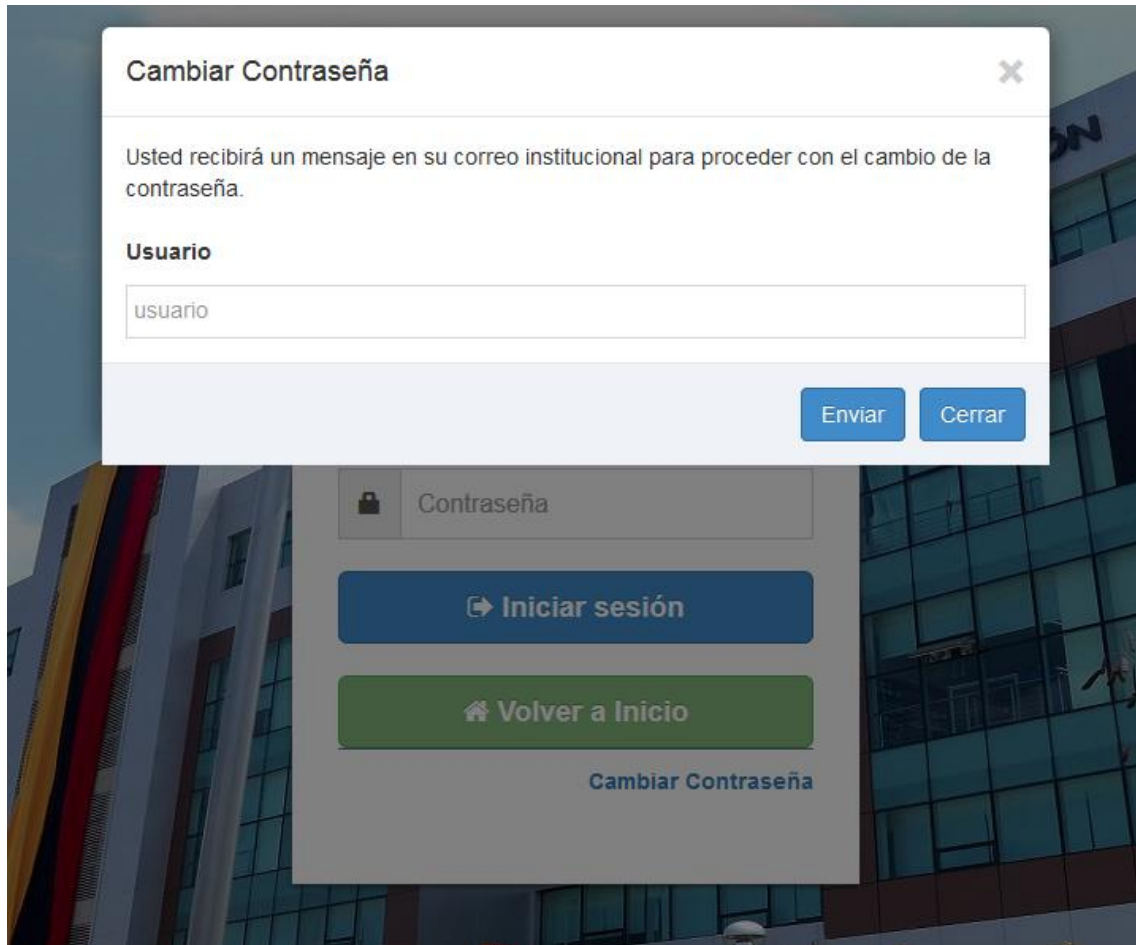 Cambiar Contraseña
Usted recibirá un mensaje en su correo institucional para proceder con el cambio de la
contraseña.
Usuario
usuario
Enviar
Cerrar
Contraseña
Iniciar sesión
Volver a Inicio
Cambiar Contraseña